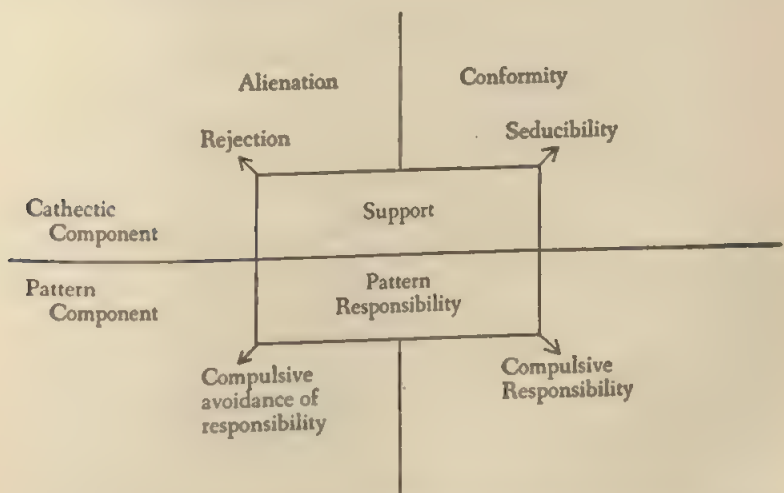 Alienation
Conformity
Rejection
Seducibility
Cathectic
Component
Support
Pattern
Component
Pattern
Responsibility
Compulsive
avoidance of
responsibility
Compulsive
Responsibility